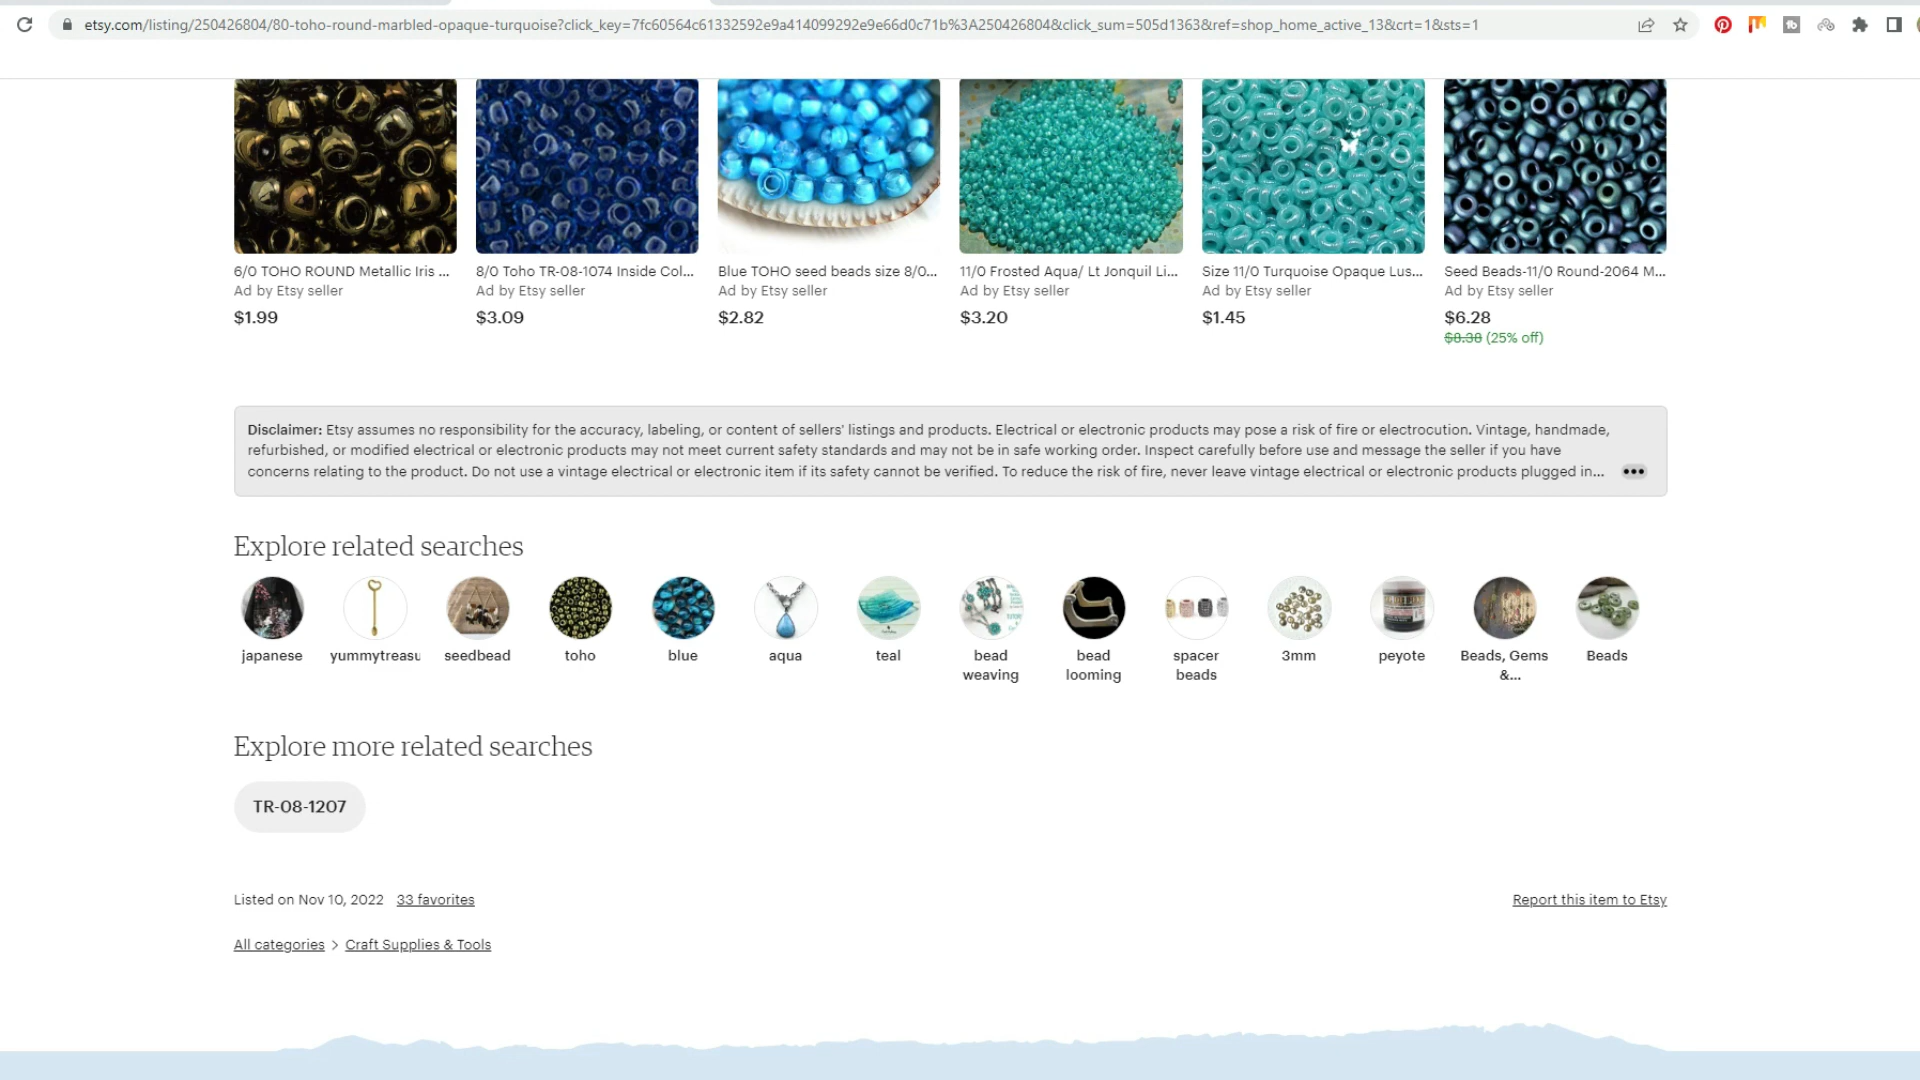 etsy.com/listing/250426804/80-toho-round-marbled-opaque-turquoise?click_key=7fc60564c61332592e9a414099292e9e66d0c71b%3A250426804&click_sum=505d1363&ref=shop_home_active_13&crt=1&sts=1
6/0 TOHO ROUND Metallic Iris ...
Ad by Etsy seller
$1.99
8/0 Toho TR-08-1074 Inside Col...
Ad by Etsy seller
$3.09
Blue TOHO seed beads size 8/0...
Ad by Etsy seller
$2.82
11/0 Frosted Aqua/ Lt Jonquil Li...
Ad by Etsy seller
$3.20
Size 11/0 Turquoise Opaque Lus...
Ad by Etsy seller
$1.45
Seed Beads-11/0 Round-2064 M...
Ad by Etsy seller
$6.28
$8.38 (25% off)
Disclaimer: Etsy assumes no responsibility for the accuracy, labeling, or content of sellers' listings and products. Electrical or electronic products may pose a risk of fire or electrocution. Vintage, handmade,
refurbished, or modified electrical or electronic products may not meet current safety standards and may not be in safe working order. Inspect carefully before use and message the seller if you have
concerns relating to the product. Do not use a vintage electrical or electronic item if its safety cannot be verified. To reduce the risk of fire, never leave vintage electrical or electronic products plugged in...
Explore related searches
japanese
yummytreasu
seedbead
toho
blue
aqua
teal
bead
weaving
bead
looming
spacer
beads
3mm
peyote
Beads, Gems
&...
Beads
Explore more related searches
TR-08-1207
Listed on Nov 10, 2022 33 favorites
Report this item to Etsy
All categories > Craft Supplies & Tools